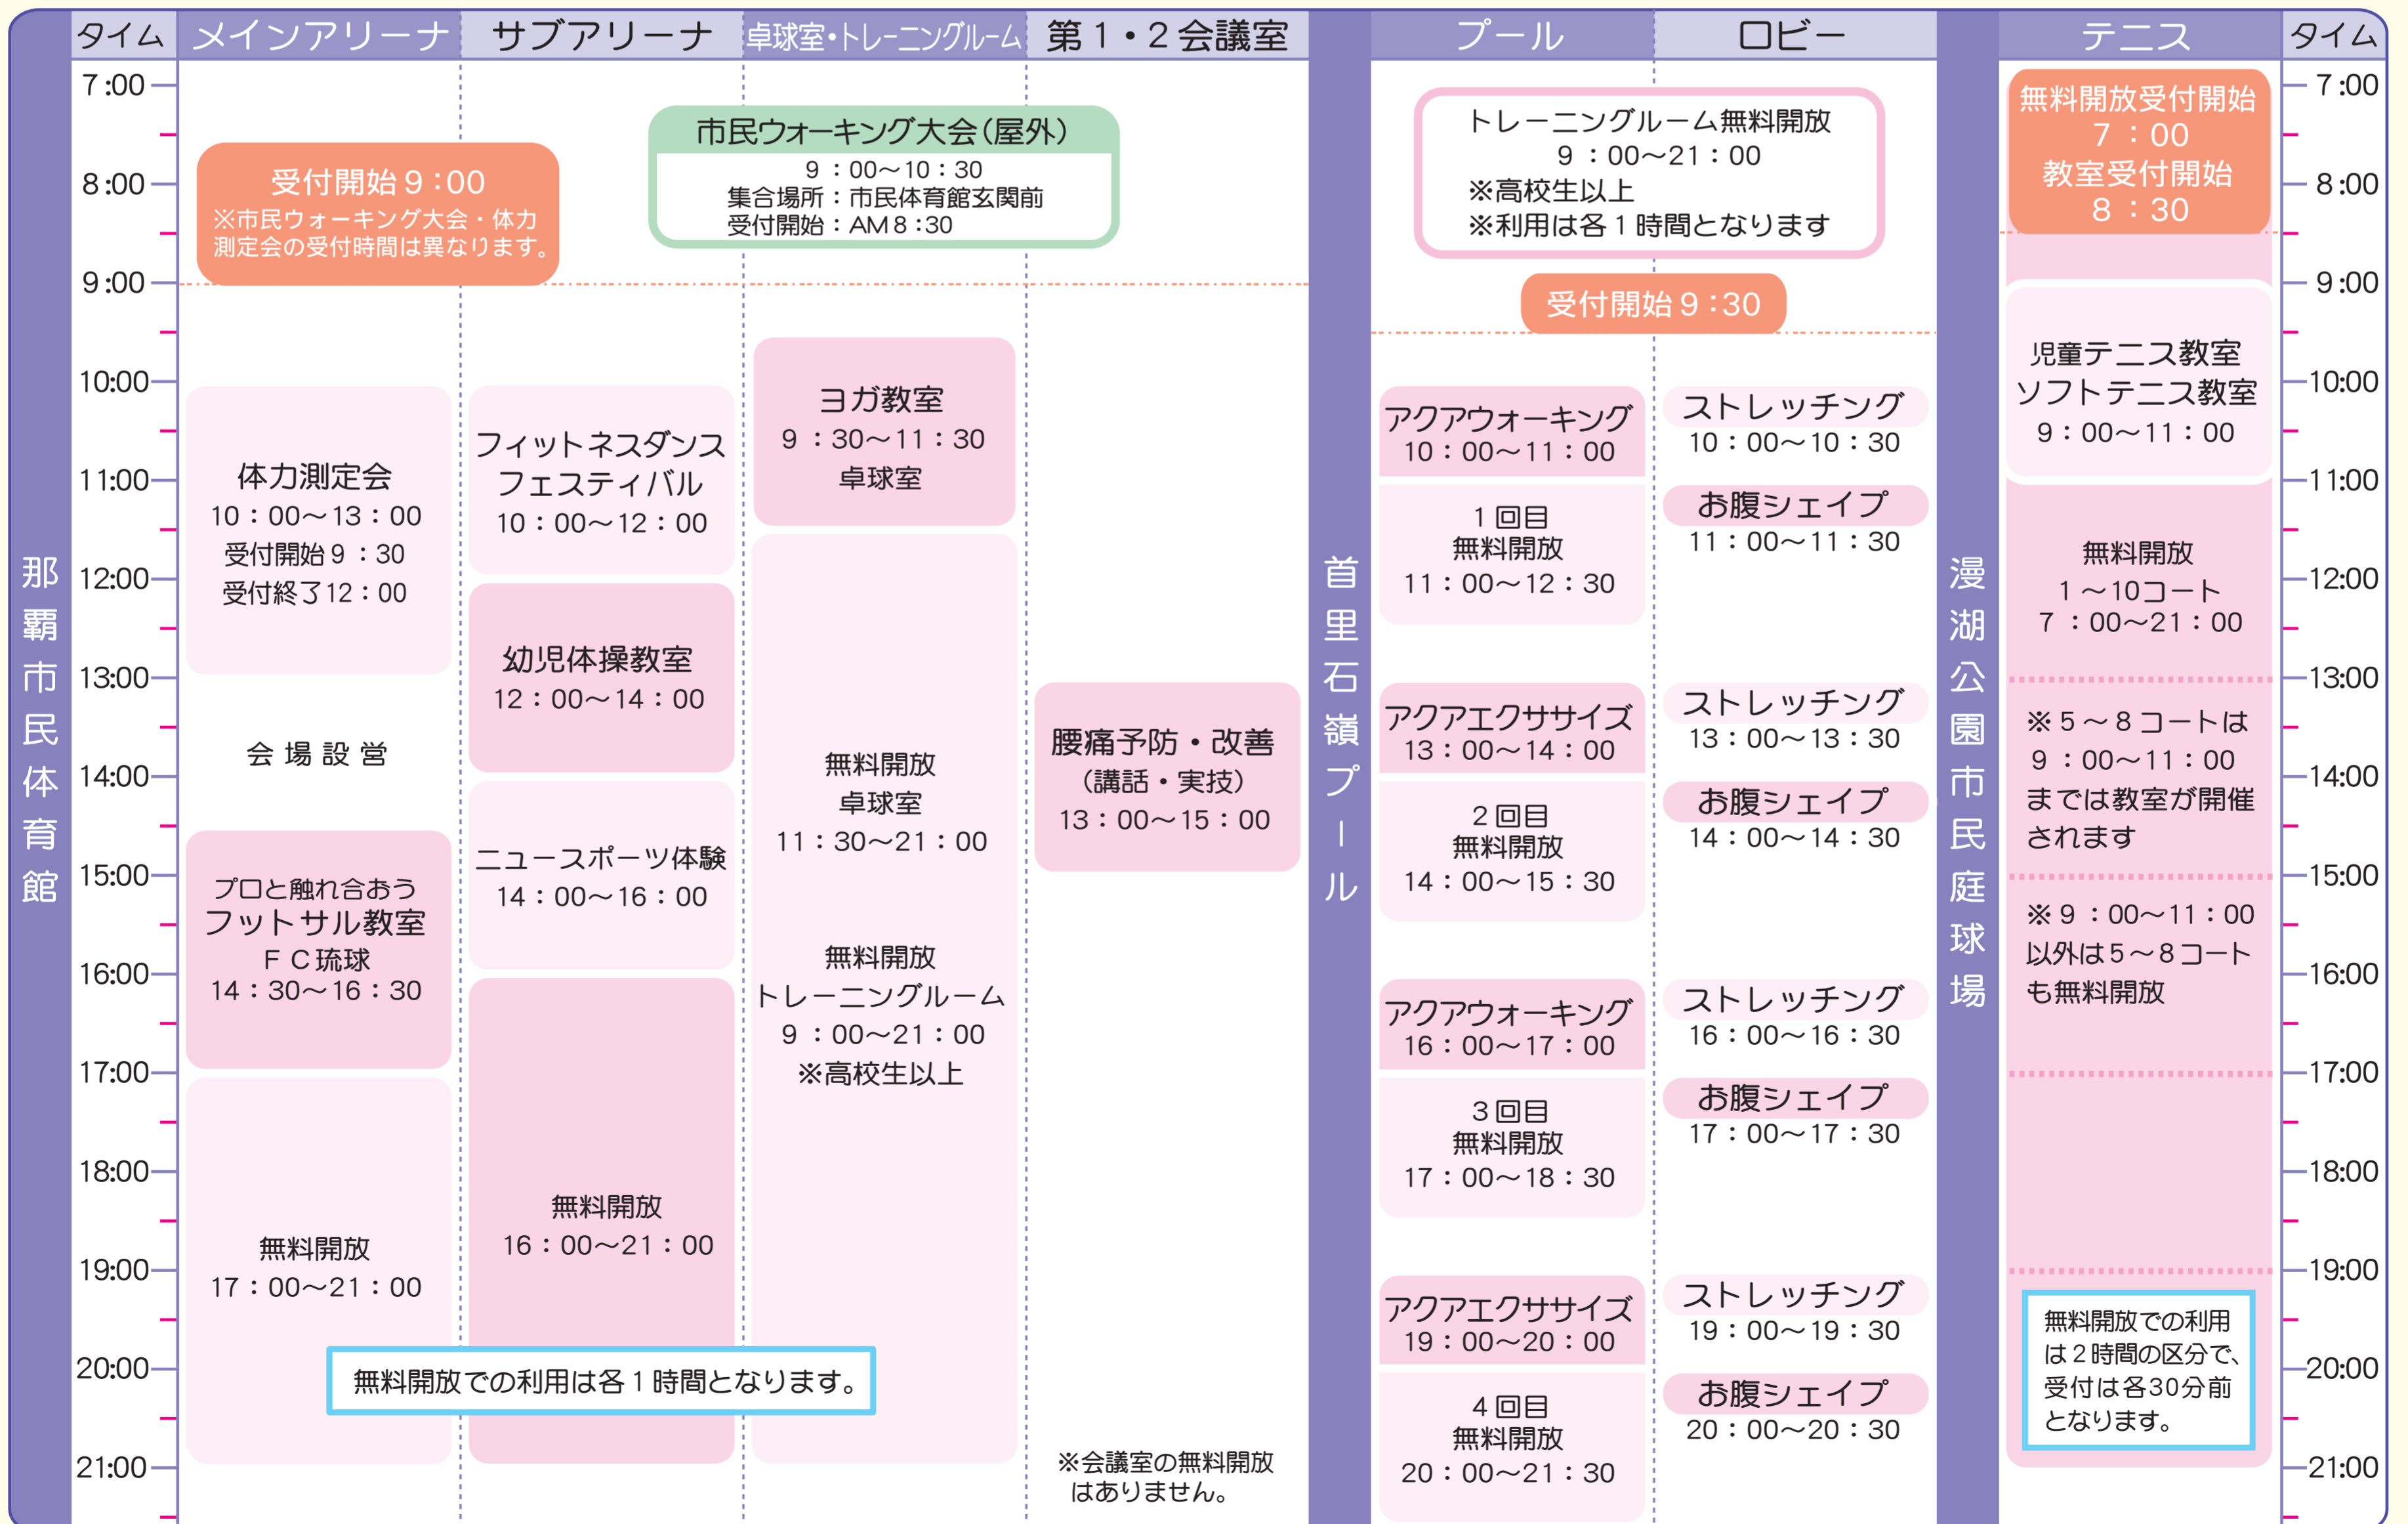 タイム
メインアリーナ
サブアリーナ
卓球室・トレーニングルーム
第1・2会議室
プール
ロビー
テニス
タイム
那覇市民体育館
7:00
8:00
9:00
10:00
11:00
12:00
13:00
14:00
15:00
16:00
17:00
18:00
19:00
20:00
21:00
受付開始9:00
※市民ウォーキング大会・体力
測定会の受付時間は異なります。
市民ウォーキング大会(屋外)
9:00〜10:30
集合場所:市民体育館玄関前
受付開始:AM8:30
体力測定会
10:00〜13:00
受付開始9:30
受付終了12:00
会場設営
プロと触れ合おう
フットサル教室
FC琉球
14:30〜16:30
無料開放
17:00〜21:00
フィットネスダンス
フェスティバル
10:00〜12:00
幼児体操教室
12:00〜14:00
ニュースポーツ体験
14:00〜16:00
無料開放
16:00〜21:00
無料開放での利用は各1時間となります。
ヨガ教室
9:30〜11:30
卓球室
無料開放
卓球室
11:30〜21:00
無料開放
トレーニングルーム
9:00〜21:00
※高校生以上
腰痛予防・改善
(講話・実技)
13:00〜15:00
※会議室の無料開放
はありません。
首里石嶺プール
トレーニングルーム無料開放
9:00〜21:00
※高校生以上
※利用は各1時間となります
受付開始9:30
アクアウォーキング
10:00〜11:00
1回目
無料開放
11:00〜12:30
アクアエクササイズ
13:00〜14:00
2回目
無料開放
14:00〜15:30
アクアウォーキング
16:00〜17:00
3回目
無料開放
17:00〜18:30
アクアエクササイズ
19:00〜20:00
4回目
無料開放
20:00〜21:30
ストレッチング
10:00〜10:30
お腹シェイプ
11:00〜11:30
ストレッチング
13:00〜13:30
お腹シェイプ
14:00〜14:30
ストレッチング
16:00〜16:30
お腹シェイプ
17:00〜17:30
ストレッチング
19:00〜19:30
お腹シェイプ
20:00〜20:30
漫湖公園市民庭球場
無料開放受付開始
7:00
教室受付開始
8:30
児童テニス教室
ソフトテニス教室
9:00〜11:00
無料開放
1〜10コート
7:00〜21:00
※5〜8コートは
9:00〜11:00
までは教室が開催
されます
※9:00〜11:00
以外は5〜8コート
も無料開放
無料開放での利用
は2時間の区分で、
受付は各30分前
となります。
7:00
8:00
9:00
10:00
11:00
12:00
13:00
14:00
15:00
16:00
17:00
18:00
19:00
20:00
21:00